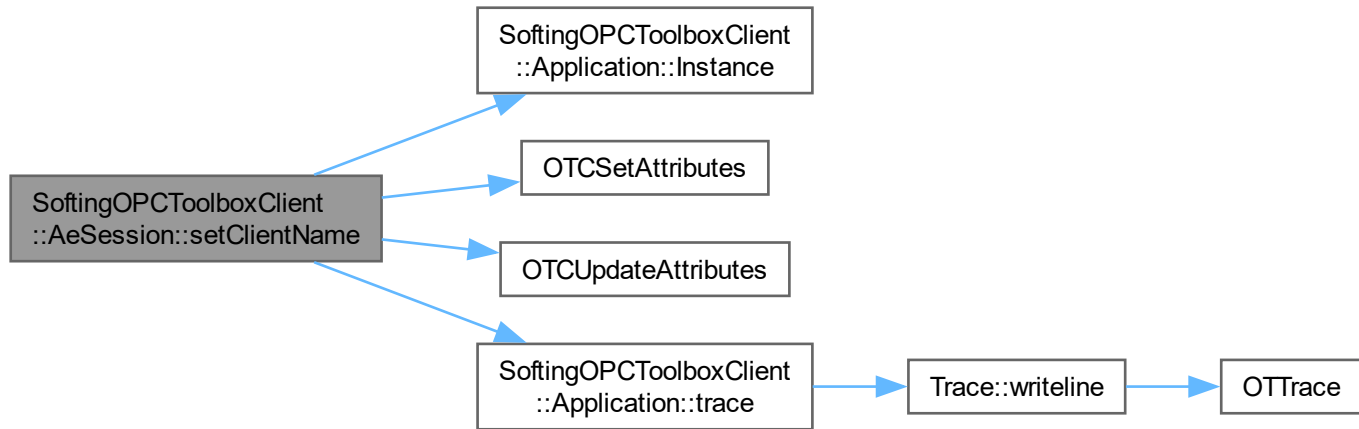 SoftingOPCToolboxClient
::Application::Instance
OTCSetAttributes
SoftingOPCToolboxClient
::AeSession::setClientName
OTCUpdateAttributes
SoftingOPCToolboxClient
::Application::trace
Trace::writeline
OTTrace